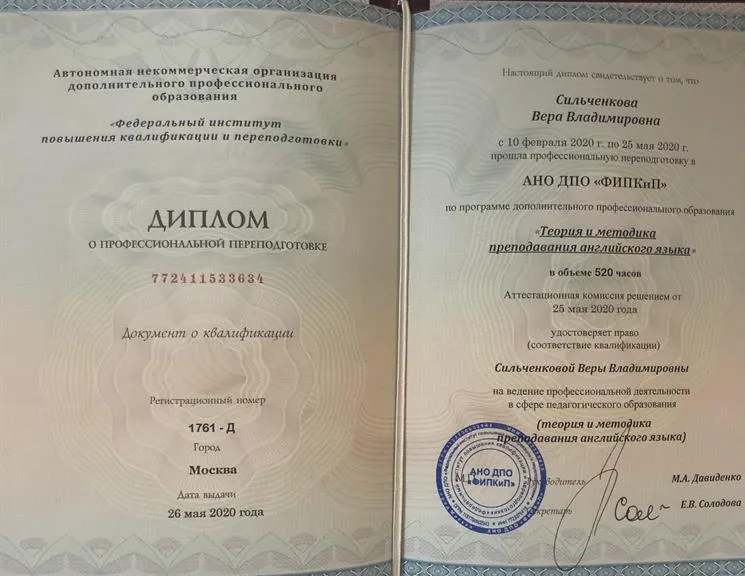 Автономная некоммерческая организация
дополнительного профессионального
образования
«Федеральный институт
повышения квалификации и переподготовки»
ДИПЛОМ
О ПРОФЕССИОНАЛЬНОЙ ПЕРЕПОДГОТОВКЕ
772411533634
Документ о квалификации
Регистрационный номер
1761 - Д
Город
Москва
Дата выдачи
26 мая 2020 года
Настоящий диплом свидетельствует о том, что
Сильченкова
Вера Владимировна
с 10 февраля 2020 г. по 25 мая 2020 г.
прошла профессиональную переподготовку в
АНО ДПО «ФИПКиП»
по программе дополнительного профессионального образования
«Теория и методика
преподавания английского языка»
в объеме 520 часов
Аттестационная комиссия решением от
25 мая 2020 года
удостоверяет право
(соответствие квалификации)
Сильченковой Веры Владимировны
на ведение профессиональной деятельности
в сфере педагогического образования
(теория и методика
преподавания английского языка)
АНО ДПО
«ФИПКиП»
М.П.
Руководитель
М.А. Давиденко
Секретарь
Е.В. Солодова